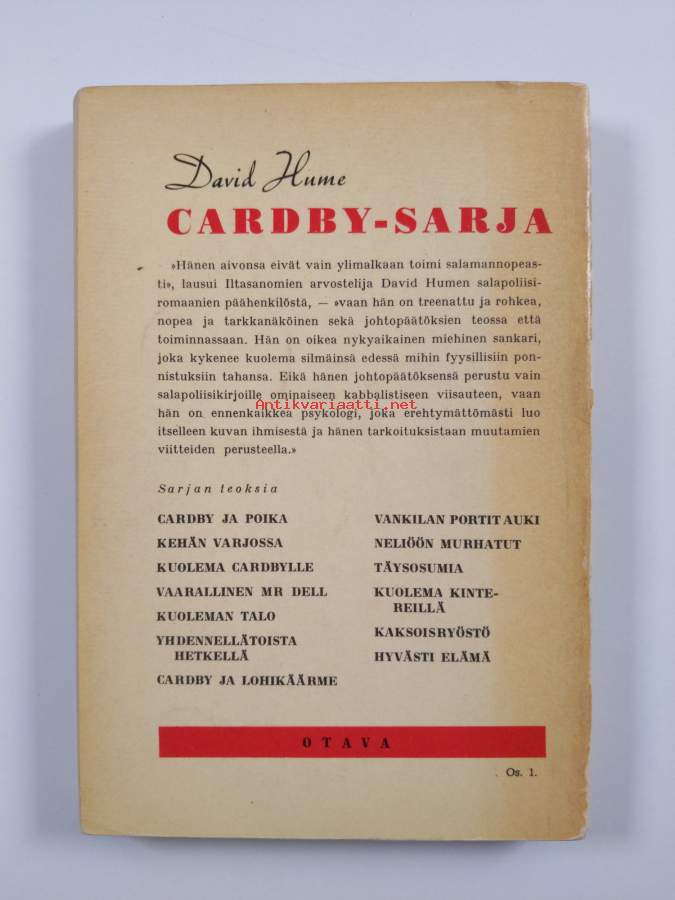 David Hume
CARDBY-SARJA
»Hänen aivonsa eivät vain ylimalkaan toimi salamannopeas-
ti», lausui Iltasanomien arvostelija David Humen salapoliisi-
romaanien päähenkilöstä, — »vaan hän on treenattu ja rohkea,
nopea ja tarkkanäköinen sekä johtopäätöksien teossa että
toiminnassaan. Hän on oikea nykyaikainen miehinen sankari,
joka kykenee kuolema silmäinsä edessä mihin fyysillisiin pon-
nistuksiin tahansa. Eikä hänen johtopäätöksensä perustu vain
salapoliisikirjoille ominaiseen kabbalistiseen viisauteen, vaan
Antikvariaatti.net
hän on ennenkaikkea psykologi, joka erehtymättömästi luo
itselleen kuvan ihmisestä ja hänen tarkoituksistaan muutamien
viitteiden perusteella.»
Sarjan teoksia
CARDBY JA POIKA
KEHÄN VARJOSSA
KUOLEMA CARDBYLLE
VAARALLINEN MR DELL
KUOLEMAN TALO
YHDENNELLÄTOISTA
HETKELLÄ
CARDBY JA LOHIKÄÄRME
VANKILAN PORTIT AUKI
NELIÖÖN MURHATUT
TÄYSOSUMIA
KUOLEMA KINTE-
REILLÄ
KAKSOISRYÖSTÖ
HYVÄSTI ELÄMÄ
OTAVA
Os. 1.